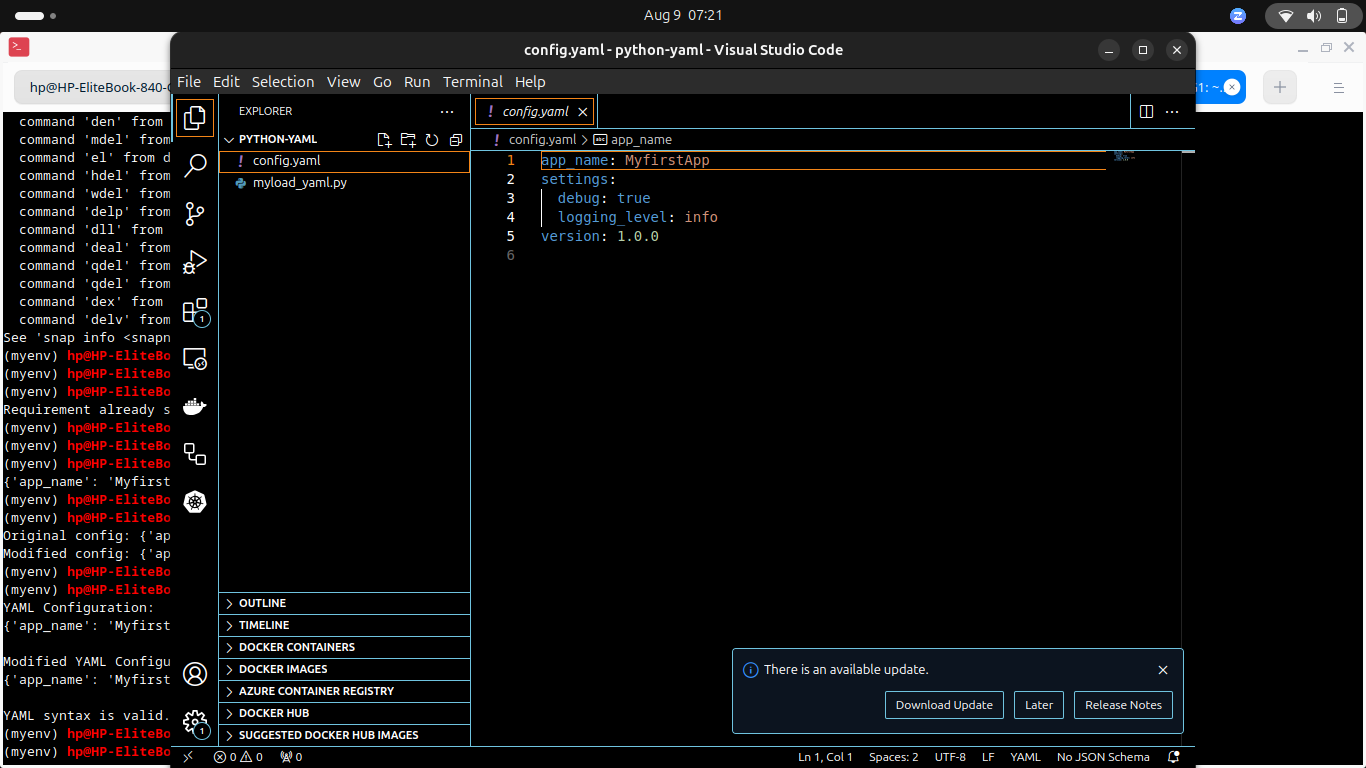 Aug 9 07:21
config.yaml - python-yaml - Visual Studio Code
hp@HP-EliteBook-840-
File Edit Selection View Go Run Terminal Help
EXPLORER
PYTHON-YAML
config.yaml
myload_yaml.py
config.yaml
config.yaml > app_name
1 app_name: MyfirstApp
2 settings:
3 debug: true
4 logging_level: info
5 version: 1.0.0
6
command 'den' from
command 'mdel' from
command 'el' from d
command 'hdel' from
command 'wdel' from
command 'delp' from
command 'dll' from
command 'deal' from
command 'qdel' from
command 'qdel' from
command 'dex' from
command 'delv' from
See 'snap info <snapn
(myenv) hp@HP-EliteBo
(myenv) hp@HP-EliteBo
(myenv) hp@HP-EliteBo
Requirement already s
(myenv) hp@HP-EliteBo
(myenv) hp@HP-EliteBo
(myenv) hp@HP-EliteBo
{'app_name': 'Myfirst
(myenv) hp@HP-EliteBo
(myenv) hp@HP-EliteBo
Original config: {'ap
Modified config: {'ap
(myenv) hp@HP-EliteBo
(myenv) hp@HP-EliteBo
YAML Configuration:
{'app_name': 'Myfirst
Modified YAML Configu
{'app_name': 'Myfirst
YAML syntax is valid.
(myenv) hp@HP-EliteBo
(myenv) hp@HP-EliteBo
1
1
OUTLINE
TIMELINE
DOCKER CONTAINERS
DOCKER IMAGES
AZURE CONTAINER REGISTRY
DOCKER HUB
SUGGESTED DOCKER HUB IMAGES
There is an available update.
Download Update Later Release Notes
0 0 0
Ln 1, Col 1 Spaces: 2 UTF-8 LF YAML No JSON Schema